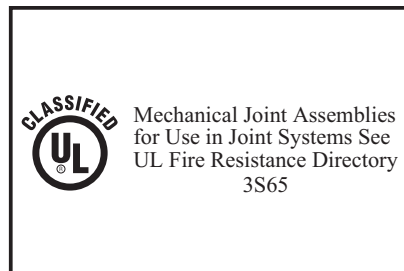 CLASSIFIED
UL
®
Mechanical Joint Assemblies
for Use in Joint Systems See
UL Fire Resistance Directory
3S65